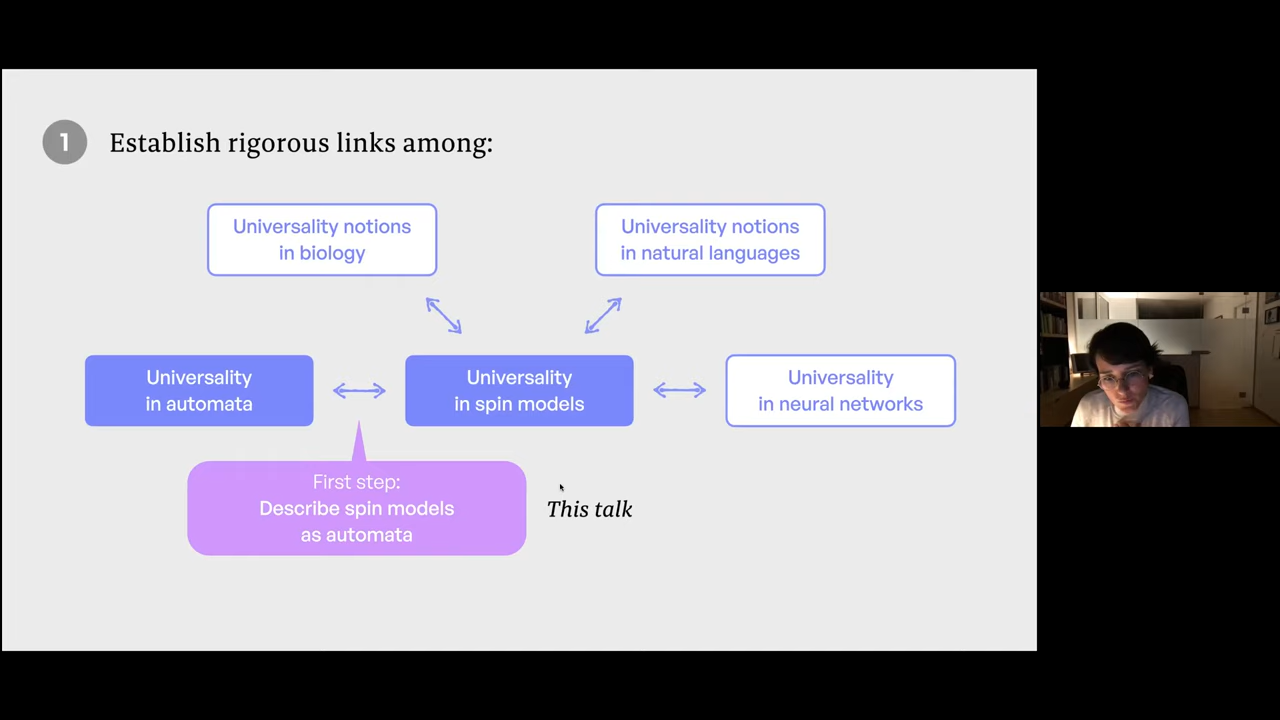 1
Establish rigorous links among:
Universality notions
in biology
Universality notions
in natural languages
Universality
in automata
Universality
in spin models
Universality
in neural networks
First step:
Describe spin models
as automata
This talk